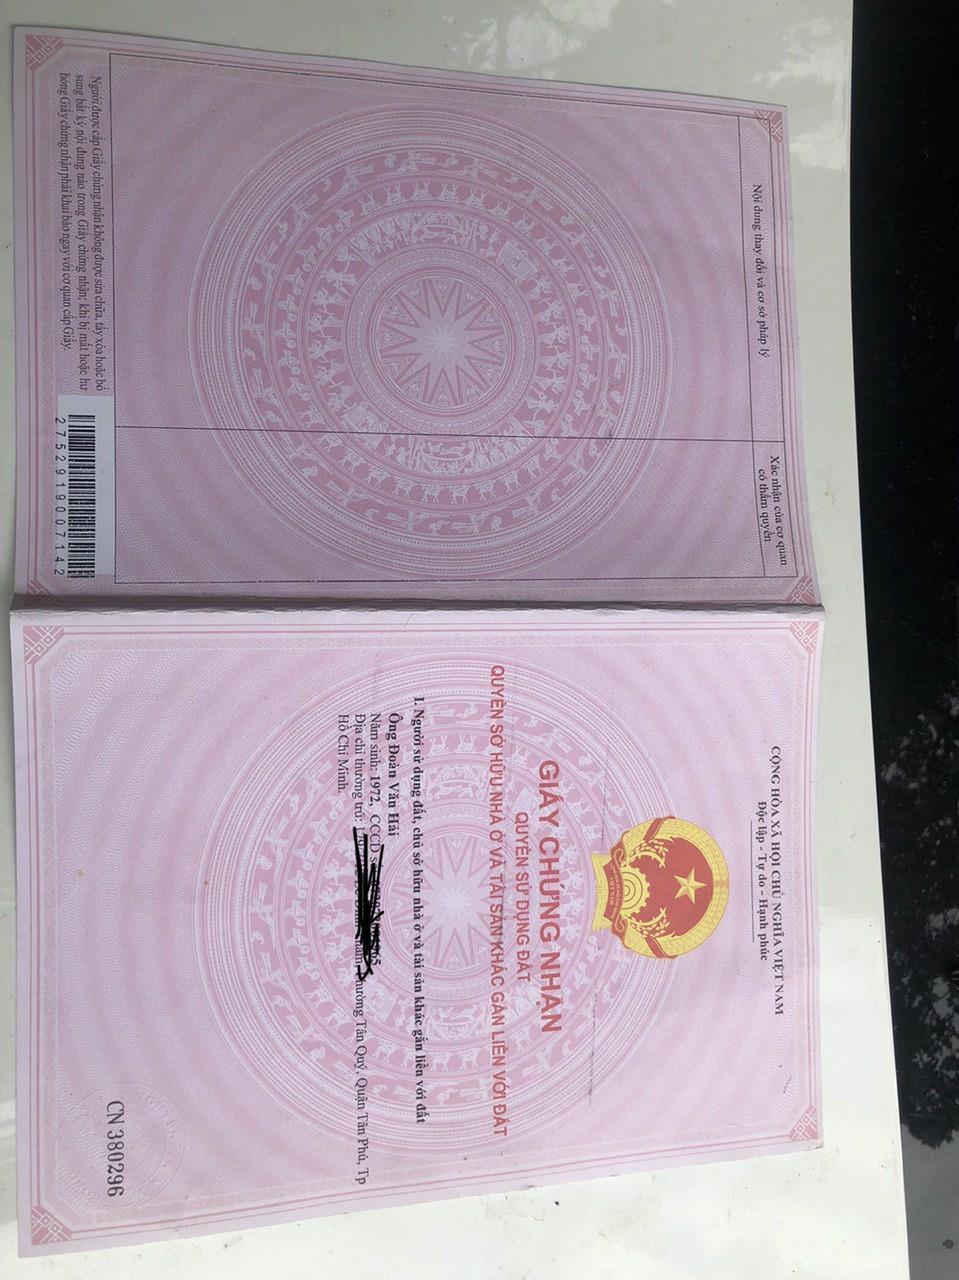 Nội dung thay đổi và cơ sở pháp lý
Xác nhận của cơ quan
có thẩm quyền
Người được cấp Giấy chứng nhận không được sửa chữa, tẩy xóa hoặc bổ
sung bất kỳ nội dung nào trong Giấy chứng nhận; khi bị mất hoặc hư
hỏng Giấy chứng nhận phải khai báo ngay với cơ quan cấp Giấy.
2752919007142
CỘNG HÒA XÃ HỘI CHỦ NGHĨA VIỆT NAM
Độc lập - Tự do - Hạnh phúc
VIỆT NAM
GIẤY CHỨNG NHẬN
QUYỀN SỬ DỤNG ĐẤT
QUYỀN SỞ HỮU NHÀ Ở VÀ TÀI SẢN KHÁC GẮN LIỀN VỚI ĐẤT
I. Người sử dụng đất, chủ sở hữu nhà ở và tài sản khác gắn liền với đất
Ông Đoàn Văn Hải
Năm sinh: 1972, CCCD
Địa chỉ thường trú: Phường Tân Quý, Quận Tân Phú, Tp
Hồ Chí Minh.
CN 380296